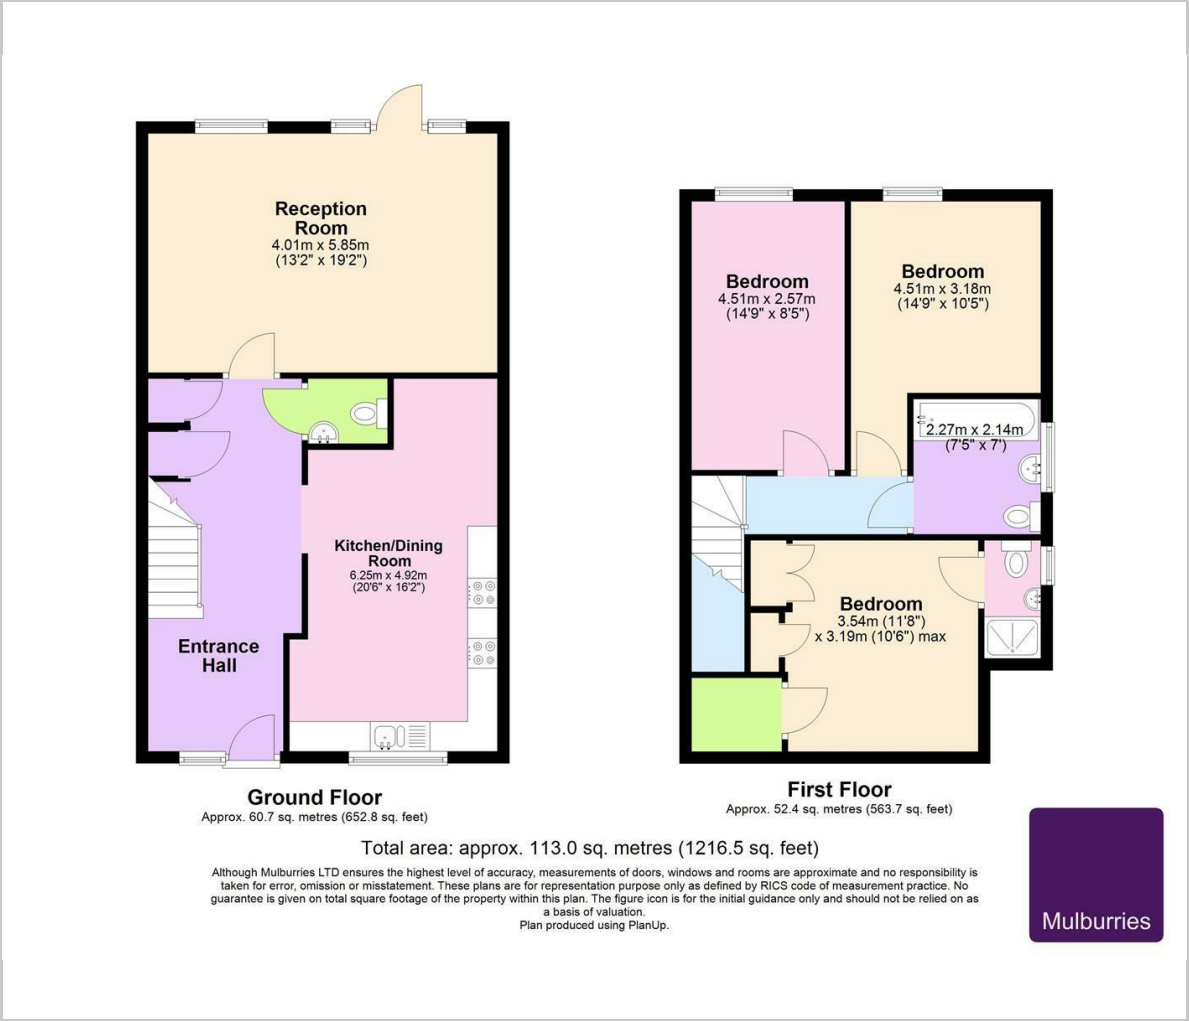 Reception
Room
4.01m x 5.85m
(13'2" x 19'2")
Kitchen/Dining
Room
6.25m x 4.92m
(20'6" x 16'2")
Entrance
Hall
Ground Floor
Approx. 60.7 sq. metres (652.8 sq. feet)
Bedroom
4.51m x 2.57m
(14'9" x 8'5")
Bedroom
4.51m x 3.18m
(14'9" x 10'5")
2.27m x 2.14m
(7'5" x 7')
Bedroom
3.54m (11'8")
x 3.19m (10'6") max
First Floor
Approx. 52.4 sq. metres (563.7 sq. feet)
Total area: approx. 113.0 sq. metres (1216.5 sq. feet)
Although Mulburries LTD ensures the highest level of accuracy, measurements of doors, windows and rooms are approximate and no responsibility is
taken for error, omission or misstatement. These plans are for representation purpose only as defined by RICS code of measurement practice. No
guarantee is given on total square footage of the property within this plan. The figure icon is for the initial guidance only and should not be relied on as
a basis of valuation.
Plan produced using PlanUp.
Mulburries